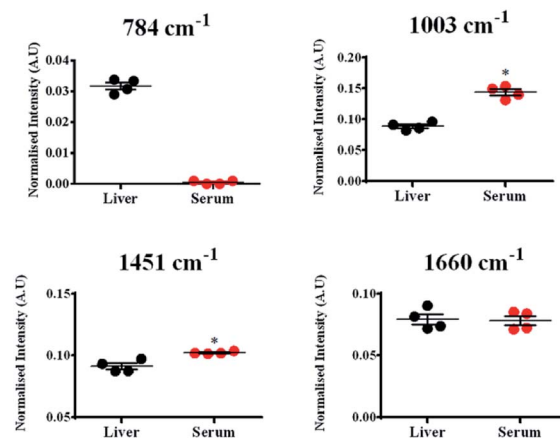 784 cm-1
Normalised Intensity (A.U)
0.04
0.03
0.02
0.01
0.00
Liver Serum
1003 cm-1
Normalised Intensity (A.U)
0.20
*
0.15
0.10
0.05
0.00
Liver Serum
1451 cm-1
Normalised Intensity (A.U)
0.15
*
0.10
0.05
Liver Serum
1660 cm-1
Normalised Intensity (A.U)
0.10
0.05
0.00
Liver Serum